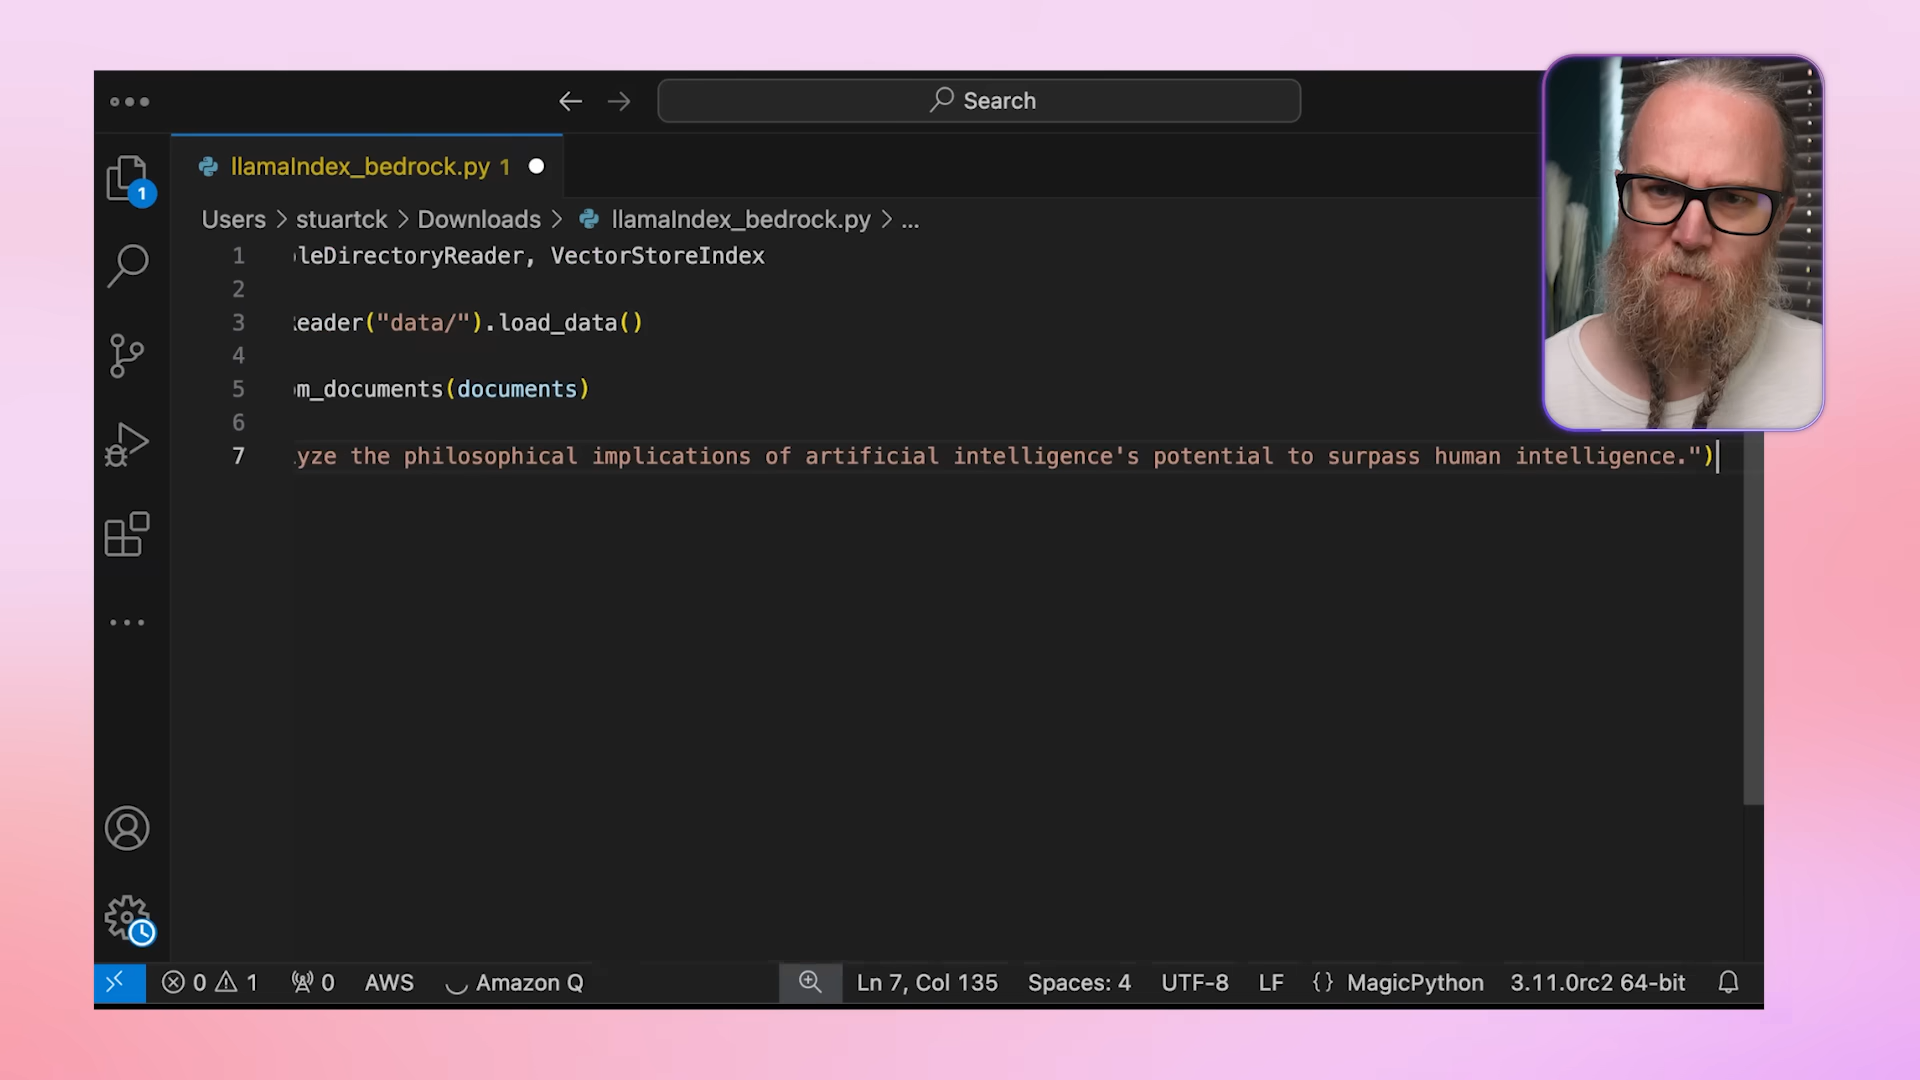 Search
llamaIndex_bedrock.py 1
1
Users > stuartck > Downloads > llamaIndex_bedrock.py > ...
1 leDirectoryReader, VectorStoreIndex
2
3 eader("data/").load_data()
4
5 m_documents(documents)
6
7 yze the philosophical implications of artificial intelligence's potential to surpass human intelligence.")
0 1 0 AWS Amazon Q Ln 7, Col 135 Spaces: 4 UTF-8 LF {} MagicPython 3.11.0rc2 64-bit